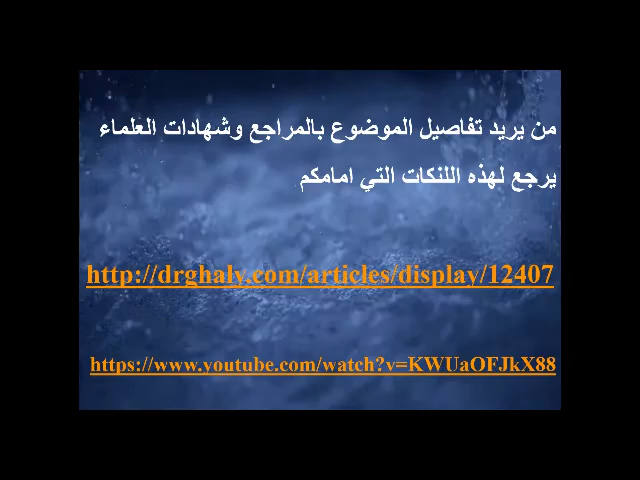 من يريد تفاصيل الموضوع بالمراجع وشهادات العلماء
يرجع لهذه اللنكات التي امامكم
http://drghaly.com/articles/display/12407
https://www.youtube.com/watch?v=KWUaOFJkX88